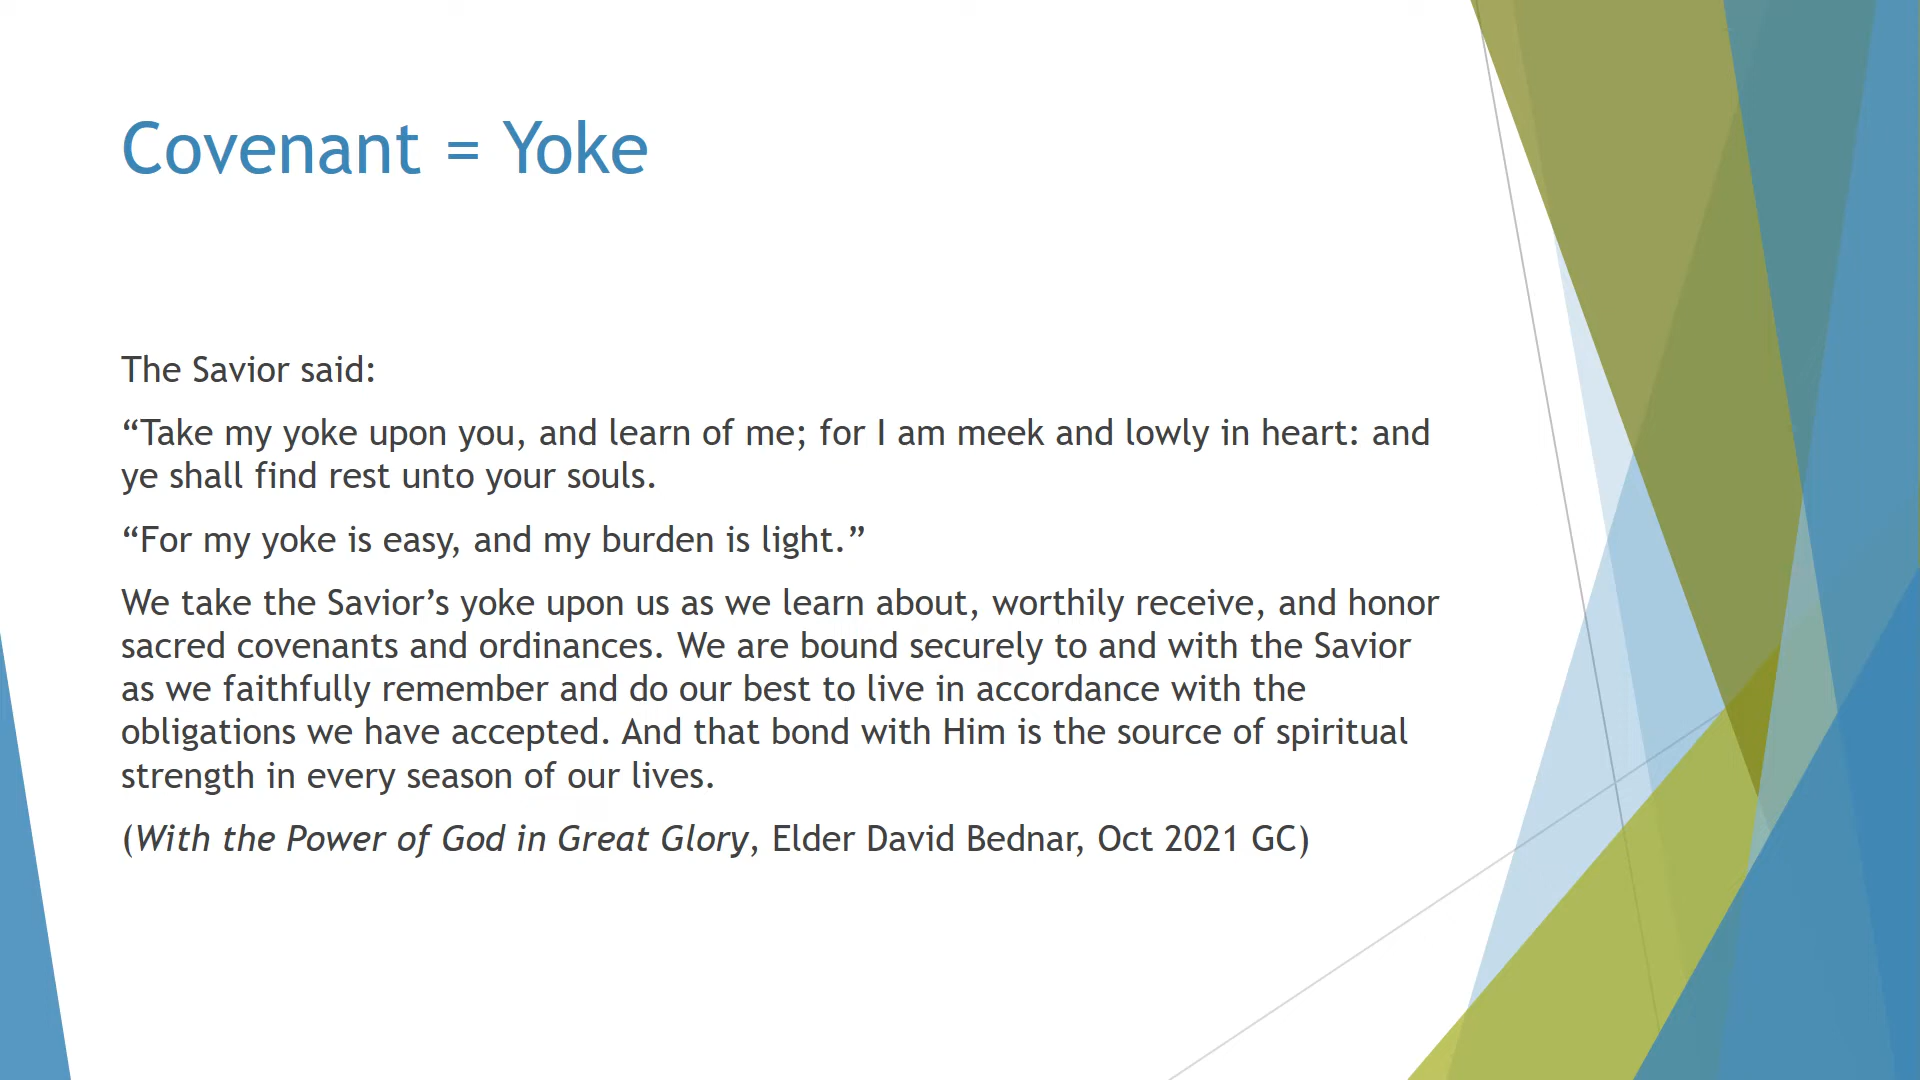 Covenant = Yoke
The Savior said:
“Take my yoke upon you, and learn of me; for I am meek and lowly in heart: and
ye shall find rest unto your souls.
“For my yoke is easy, and my burden is light.”
We take the Savior’s yoke upon us as we learn about, worthily receive, and honor
sacred covenants and ordinances. We are bound securely to and with the Savior
as we faithfully remember and do our best to live in accordance with the
obligations we have accepted. And that bond with Him is the source of spiritual
strength in every season of our lives.
(With the Power of God in Great Glory, Elder David Bednar, Oct 2021 GC)